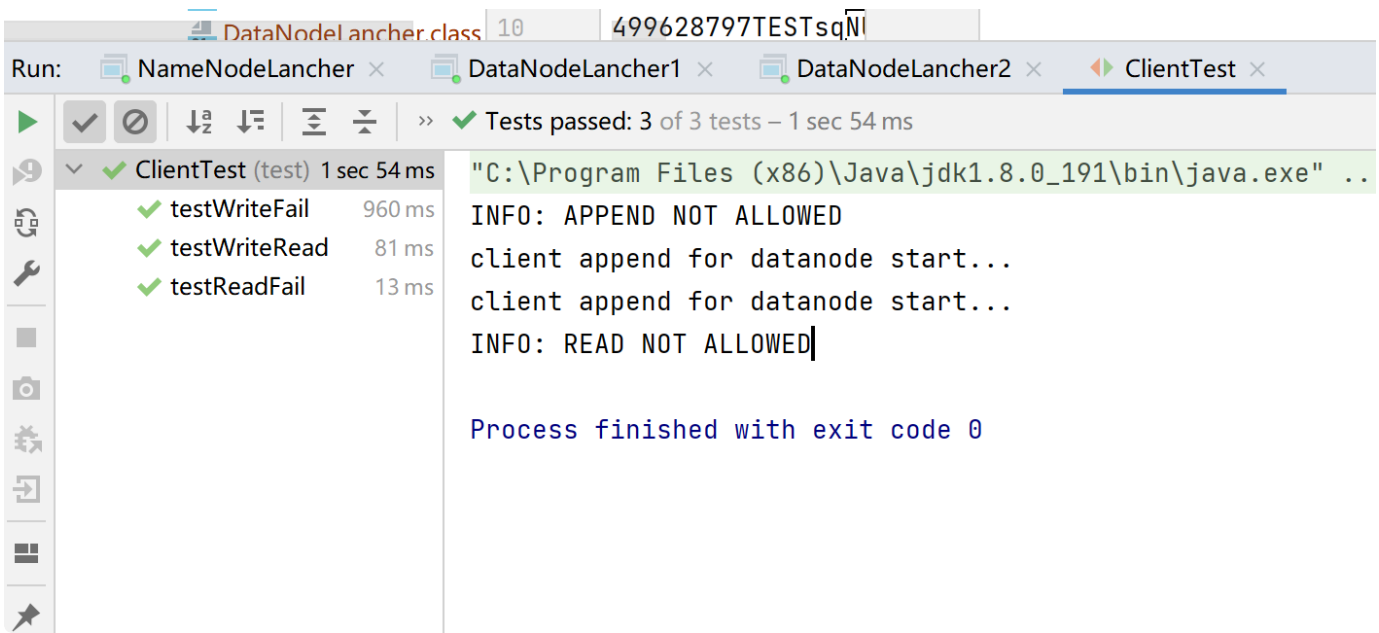 DataNodeLancher.class 10 499628797TESTsq
Run: NameNodeLancher DataNodeLancher1 DataNodeLancher2 ClientTest
Tests passed: 3 of 3 tests – 1 sec 54 ms
ClientTest (test) 1 sec 54 ms
testWriteFail 960 ms
testWriteRead 81 ms
testReadFail 13 ms
"C:\Program Files (x86)\Java\jdk1.8.0_191\bin\java.exe" ..
INFO: APPEND NOT ALLOWED
client append for datanode start...
client append for datanode start...
INFO: READ NOT ALLOWED
Process finished with exit code 0